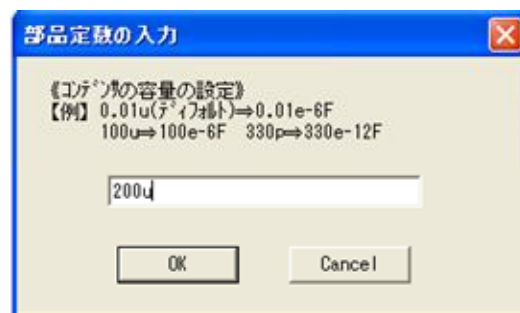 部品定数の入力
《ｺﾝﾃﾞﾝｻの容量の設定》
【例】 0.01u(ﾃﾞｨﾌｫﾙﾄ)⇒0.01e-6F
100u⇒100e-6F 330p⇒330e-12F
200u
OK
Cancel